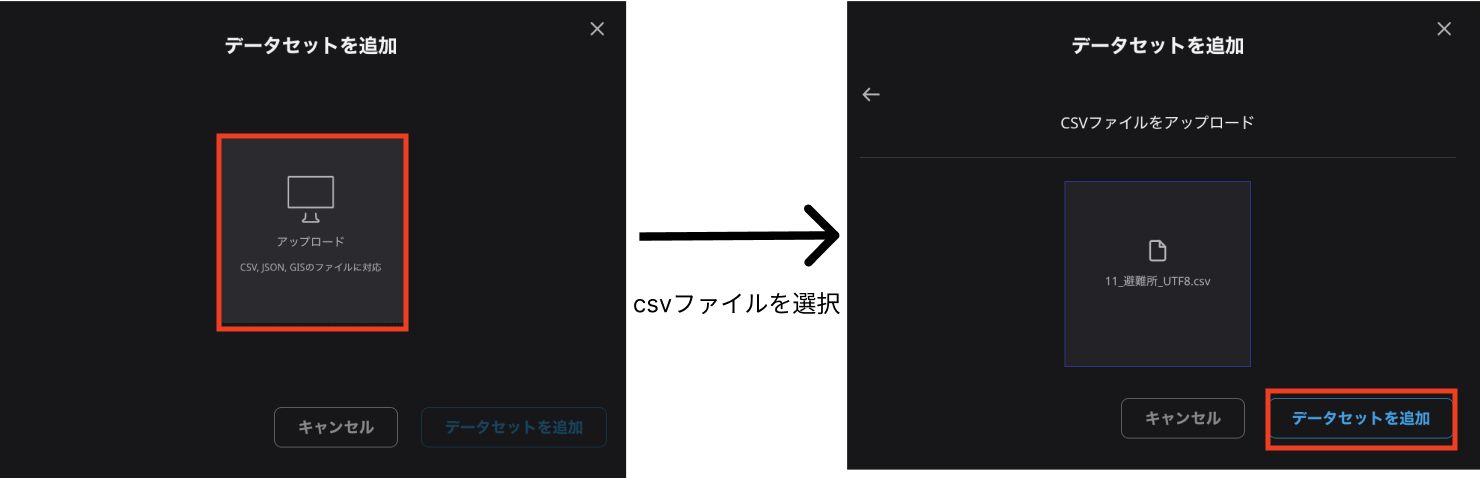 データセットを追加
アップロード
CSV, JSON, GISのファイルに対応
キャンセル
データセットを追加
csvファイルを選択
データセットを追加
CSVファイルをアップロード
11_避難所_UTF8.csv
キャンセル
データセットを追加